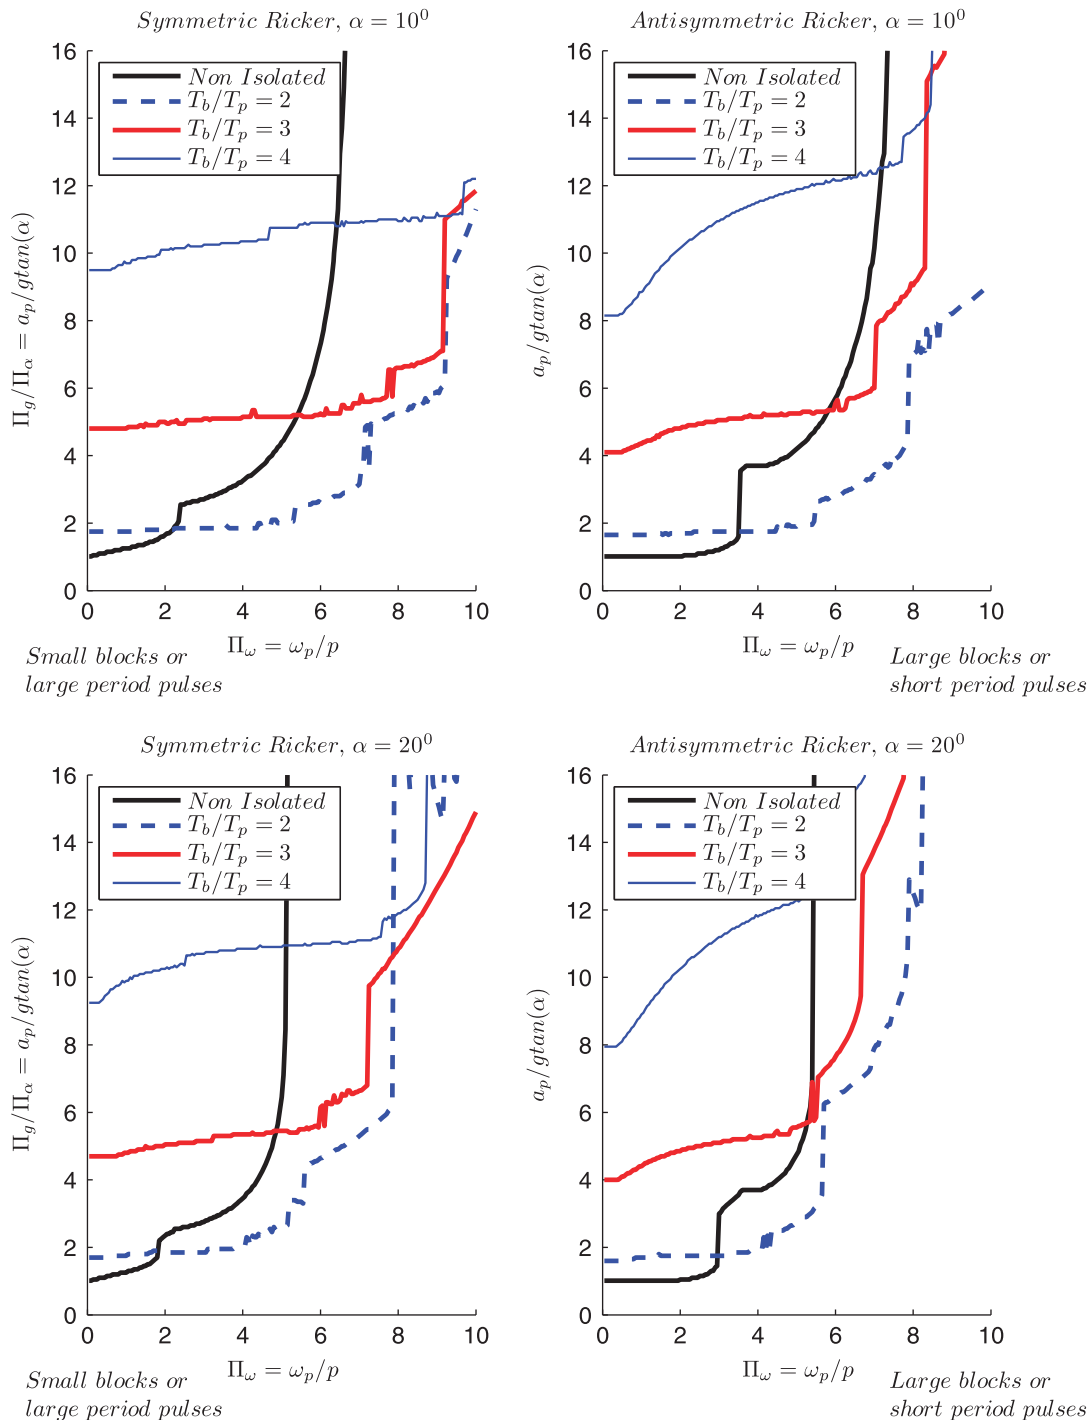 Symmetric Ricker, α = 10⁰
16
14
12
10
8
6
4
2
0
Non Isolated
T_b/T_p = 2
T_b/T_p = 3
T_b/T_p = 4
Π_g/Π_α = a_p/gtan(α)
0 2 4 6 8 10
Π_ω = ω_p/p
Small blocks or
large period pulses
Antisymmetric Ricker, α = 10⁰
16
14
12
10
8
6
4
2
0
Non Isolated
T_b/T_p = 2
T_b/T_p = 3
T_b/T_p = 4
a_p/gtan(α)
0 2 4 6 8 10
Π_ω = ω_p/p
Large blocks or
short period pulses
Symmetric Ricker, α = 20⁰
16
14
12
10
8
6
4
2
0
Non Isolated
T_b/T_p = 2
T_b/T_p = 3
T_b/T_p = 4
Π_g/Π_α = a_p/gtan(α)
0 2 4 6 8 10
Π_ω = ω_p/p
Small blocks or
large period pulses
Antisymmetric Ricker, α = 20⁰
16
14
12
10
8
6
4
2
0
Non Isolated
T_b/T_p = 2
T_b/T_p = 3
T_b/T_p = 4
a_p/gtan(α)
0 2 4 6 8 10
Π_ω = ω_p/p
Large blocks or
short period pulses